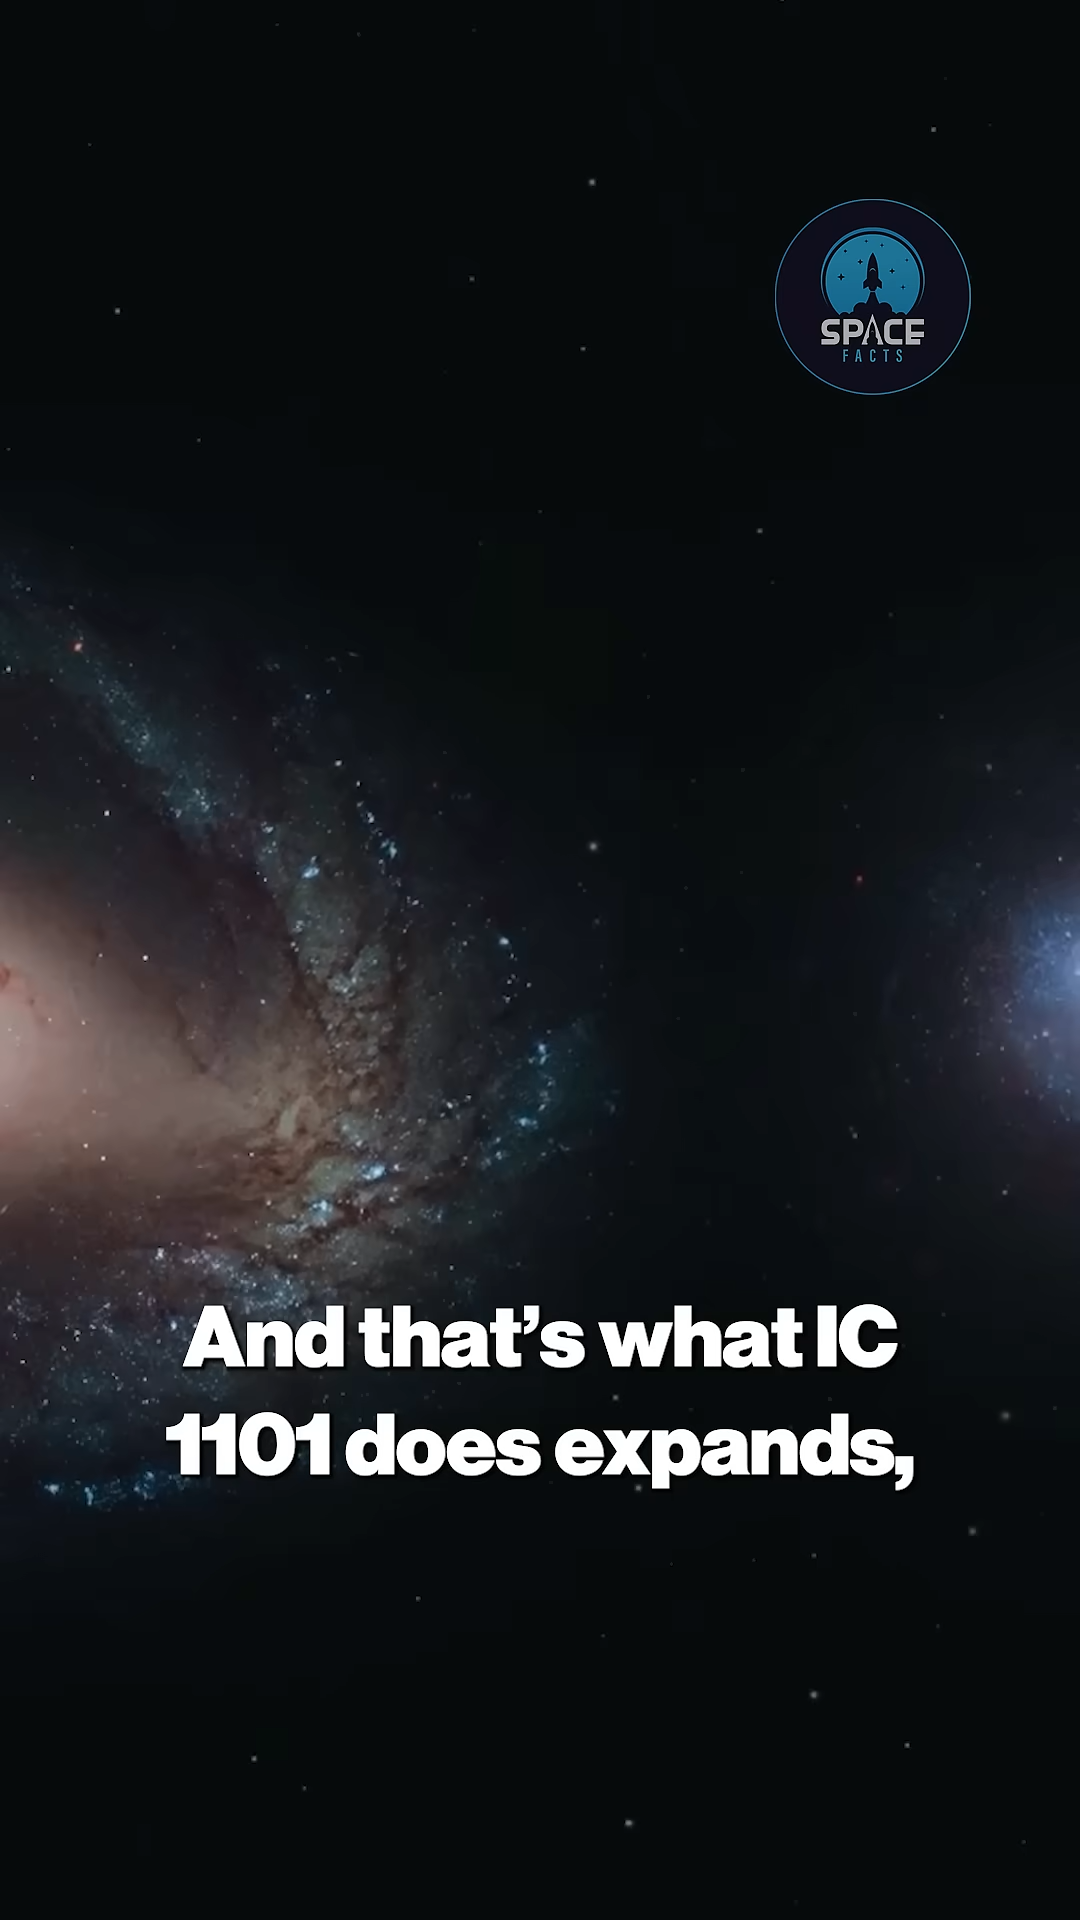 SPACE
FACTS
And that’s what IC
1101 does expands,